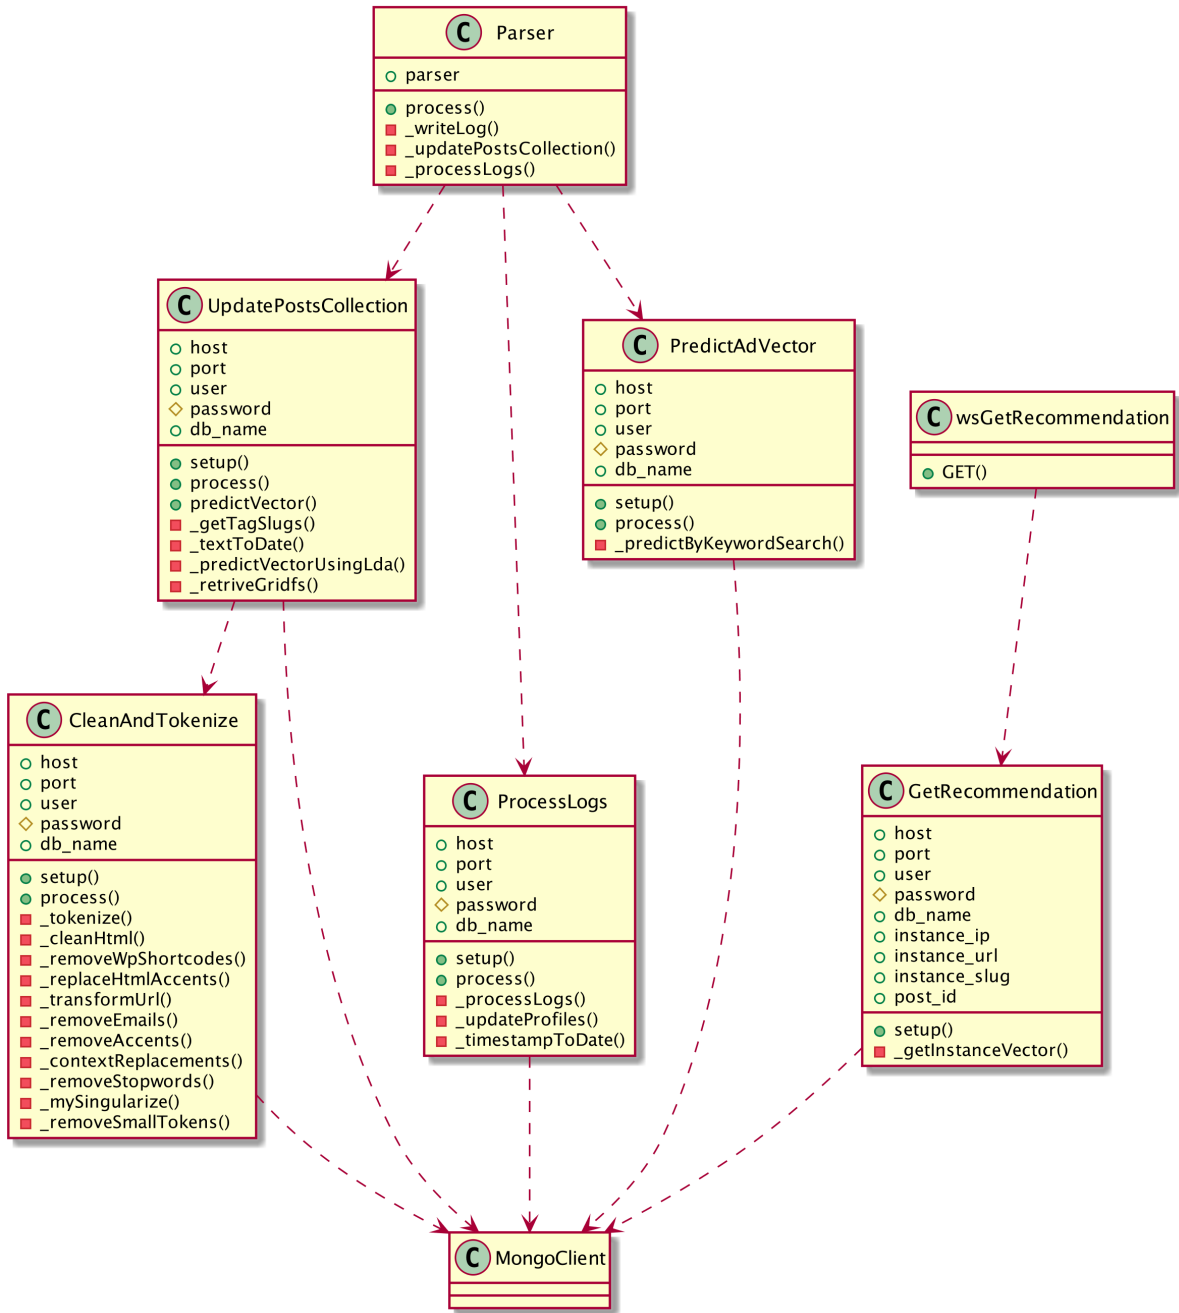 C Parser
parser
process()
_writeLog()
_updatePostsCollection()
_processLogs()
C UpdatePostsCollection
host
port
user
password
db_name
setup()
process()
predictVector()
_getTagSlugs()
_textToDate()
_predictVectorUsingLda()
_retriveGridfs()
C PredictAdVector
host
port
user
password
db_name
setup()
process()
_predictByKeywordSearch()
C wsGetRecommendation
GET()
C CleanAndTokenize
host
port
user
password
db_name
setup()
process()
_tokenize()
_cleanHtml()
_removeWpShortcodes()
_replaceHtmlAccents()
_transformUrl()
_removeEmails()
_removeAccents()
_contextReplacements()
_removeStopwords()
_mySingularize()
_removeSmallTokens()
C ProcessLogs
host
port
user
password
db_name
setup()
process()
_processLogs()
_updateProfiles()
_timestampToDate()
C GetRecommendation
host
port
user
password
db_name
instance_ip
instance_url
instance_slug
post_id
setup()
_getInstanceVector()
C MongoClient